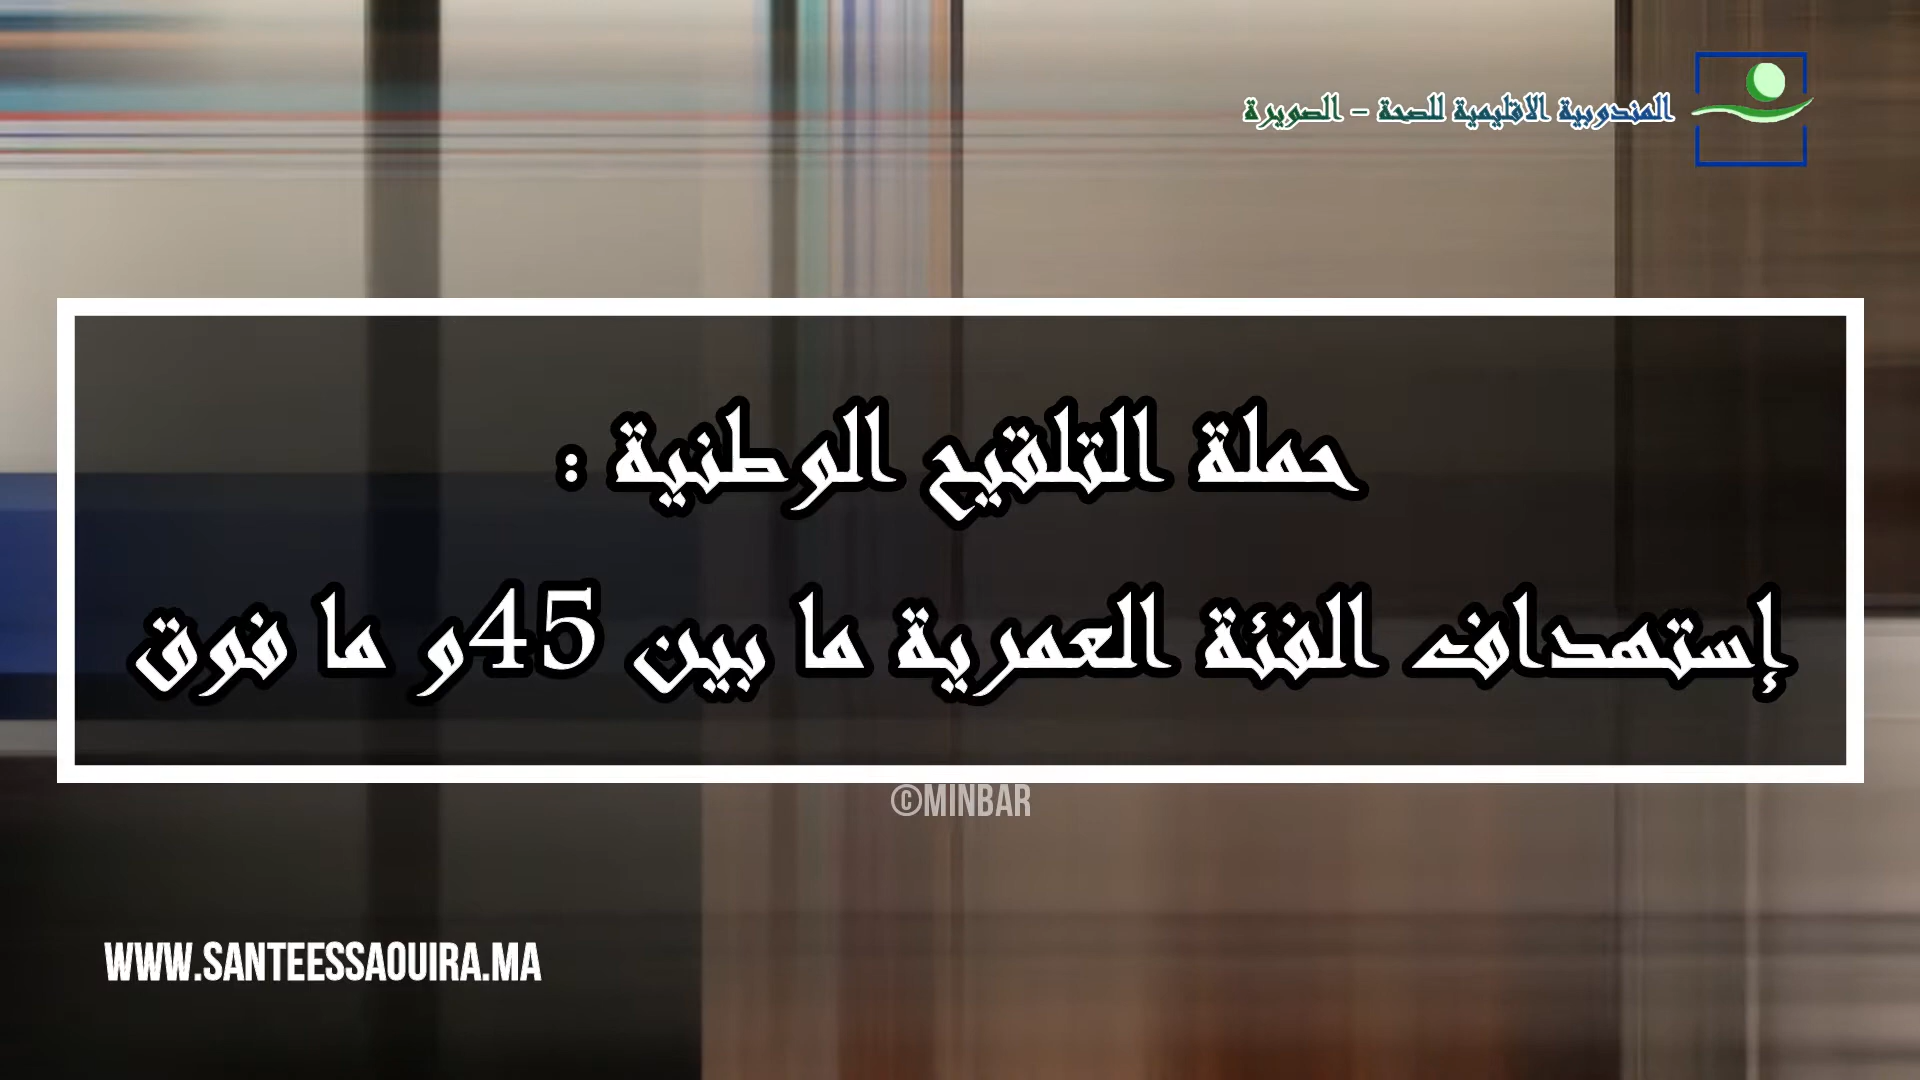 المندوبية الاقليمية للصحة - الصويرة
حملة التلقيح الوطنية :
إستهداف الفئة العمرية ما بين 45و ما فوق
©MINBAR
WWW.SANTEESSAOUIRA.MA